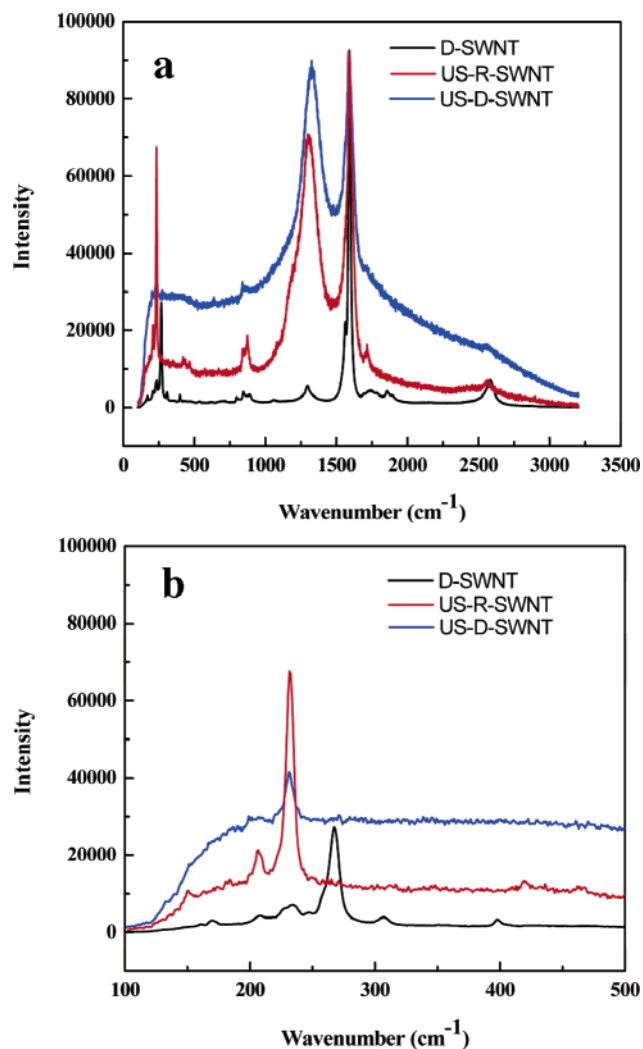 100000
a
D-SWNT
US-R-SWNT
US-D-SWNT
80000
60000
40000
20000
0
Intensity
0 500 1000 1500 2000 2500 3000 3500
Wavenumber (cm-1)
100000
b
D-SWNT
US-R-SWNT
US-D-SWNT
80000
60000
40000
20000
0
Intensity
100 200 300 400 500
Wavenumber (cm-1)